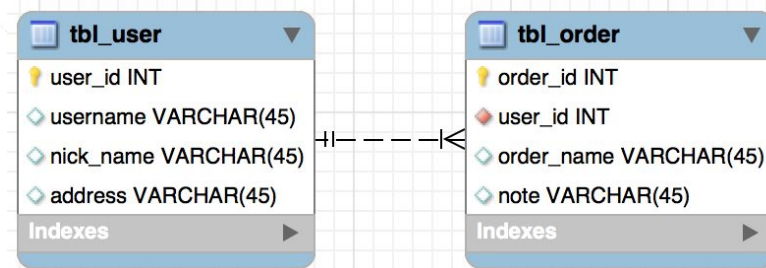 tbl_user
user_id INT
username VARCHAR(45)
nick_name VARCHAR(45)
address VARCHAR(45)
Indexes
tbl_order
order_id INT
user_id INT
order_name VARCHAR(45)
note VARCHAR(45)
Indexes